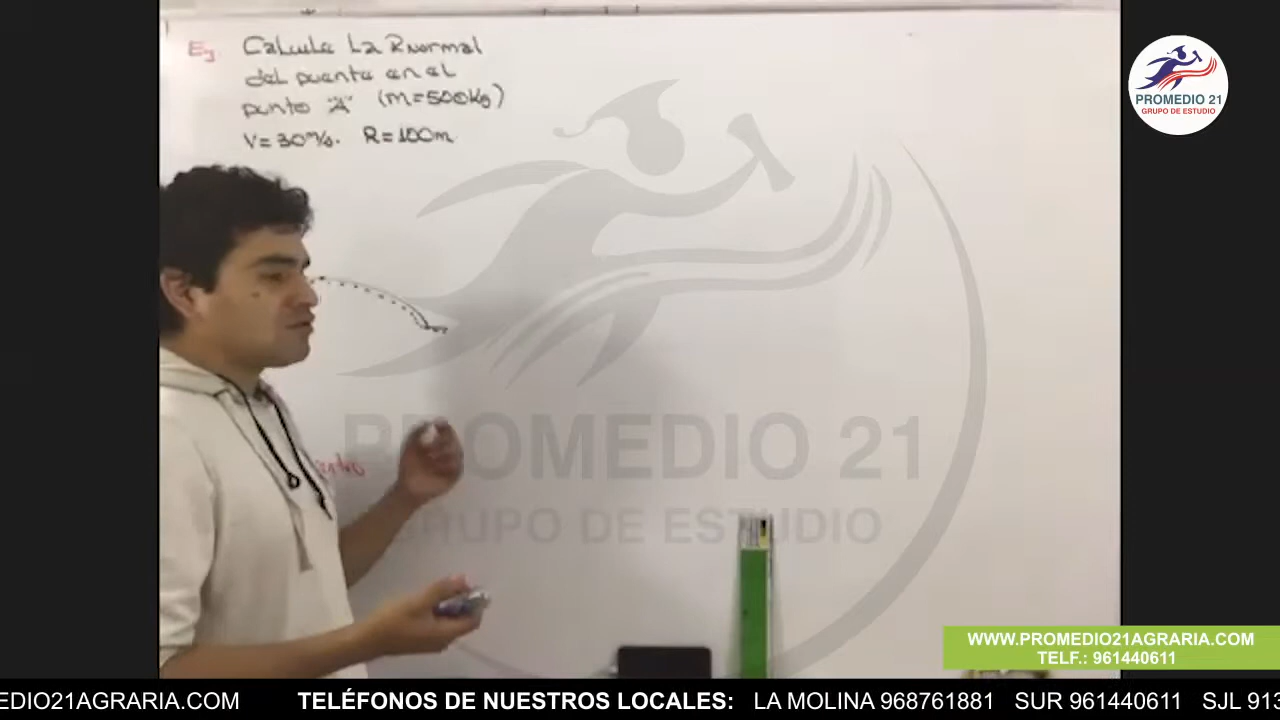 Ej. Calcula La Rnormal
del puente en el
punto "A" (m=500Kg)
V=30m/s. R=100m
PROMEDIO 21
GRUPO DE ESTUDIO
PROMEDIO 21
GRUPO DE ESTUDIO
WWW.PROMEDIO21AGRARIA.COM
TELF.: 961440611
MEDIO21AGRARIA.COM TELÉFONOS DE NUESTROS LOCALES: LA MOLINA 968761881 SUR 961440611 SJL 913